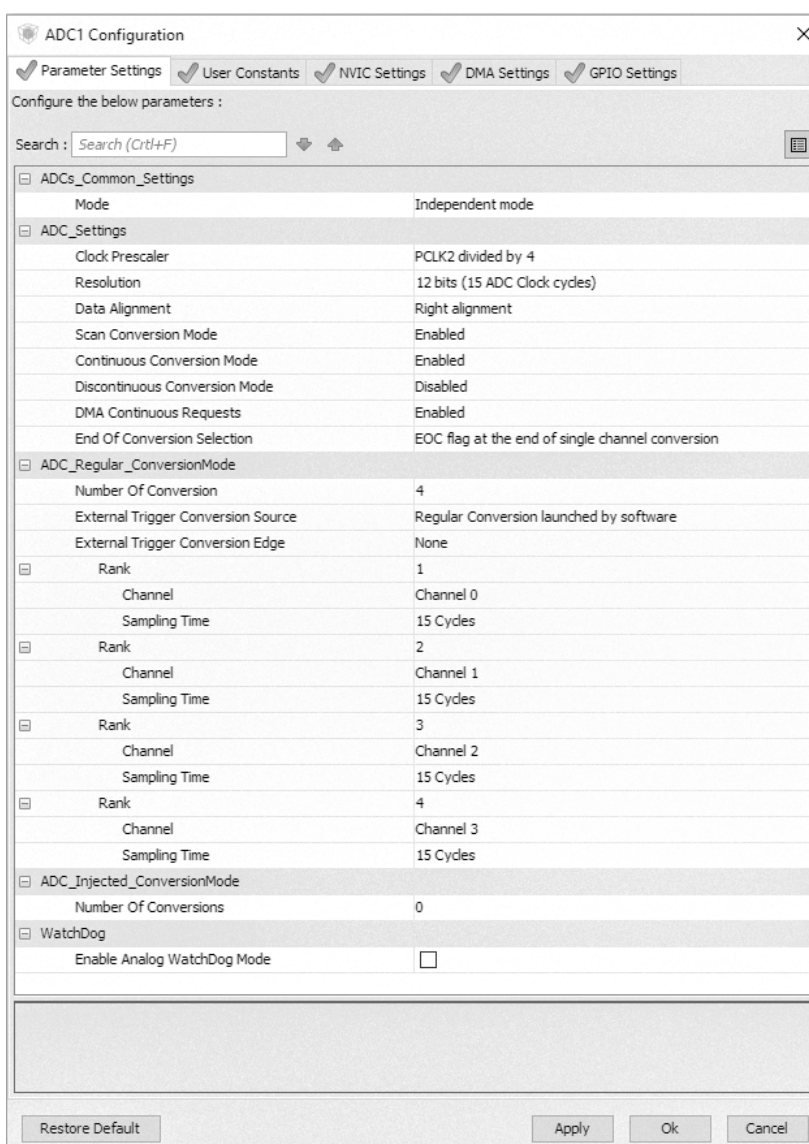 ADC1 Configuration
Parameter Settings User Constants NVIC Settings DMA Settings GPIO Settings
Configure the below parameters :
Search : Search (Crtl+F)
ADCs_Common_Settings
Mode Independent mode
ADC_Settings
Clock Prescaler PCLK2 divided by 4
Resolution 12 bits (15 ADC Clock cycles)
Data Alignment Right alignment
Scan Conversion Mode Enabled
Continuous Conversion Mode Enabled
Discontinuous Conversion Mode Disabled
DMA Continuous Requests Enabled
End Of Conversion Selection EOC flag at the end of single channel conversion
ADC_Regular_ConversionMode
Number Of Conversion 4
External Trigger Conversion Source Regular Conversion launched by software
External Trigger Conversion Edge None
Rank 1
Channel Channel 0
Sampling Time 15 Cycles
Rank 2
Channel Channel 1
Sampling Time 15 Cycles
Rank 3
Channel Channel 2
Sampling Time 15 Cycles
Rank 4
Channel Channel 3
Sampling Time 15 Cycles
ADC_Injected_ConversionMode
Number Of Conversions 0
WatchDog
Enable Analog WatchDog Mode
Restore Default Apply Ok Cancel